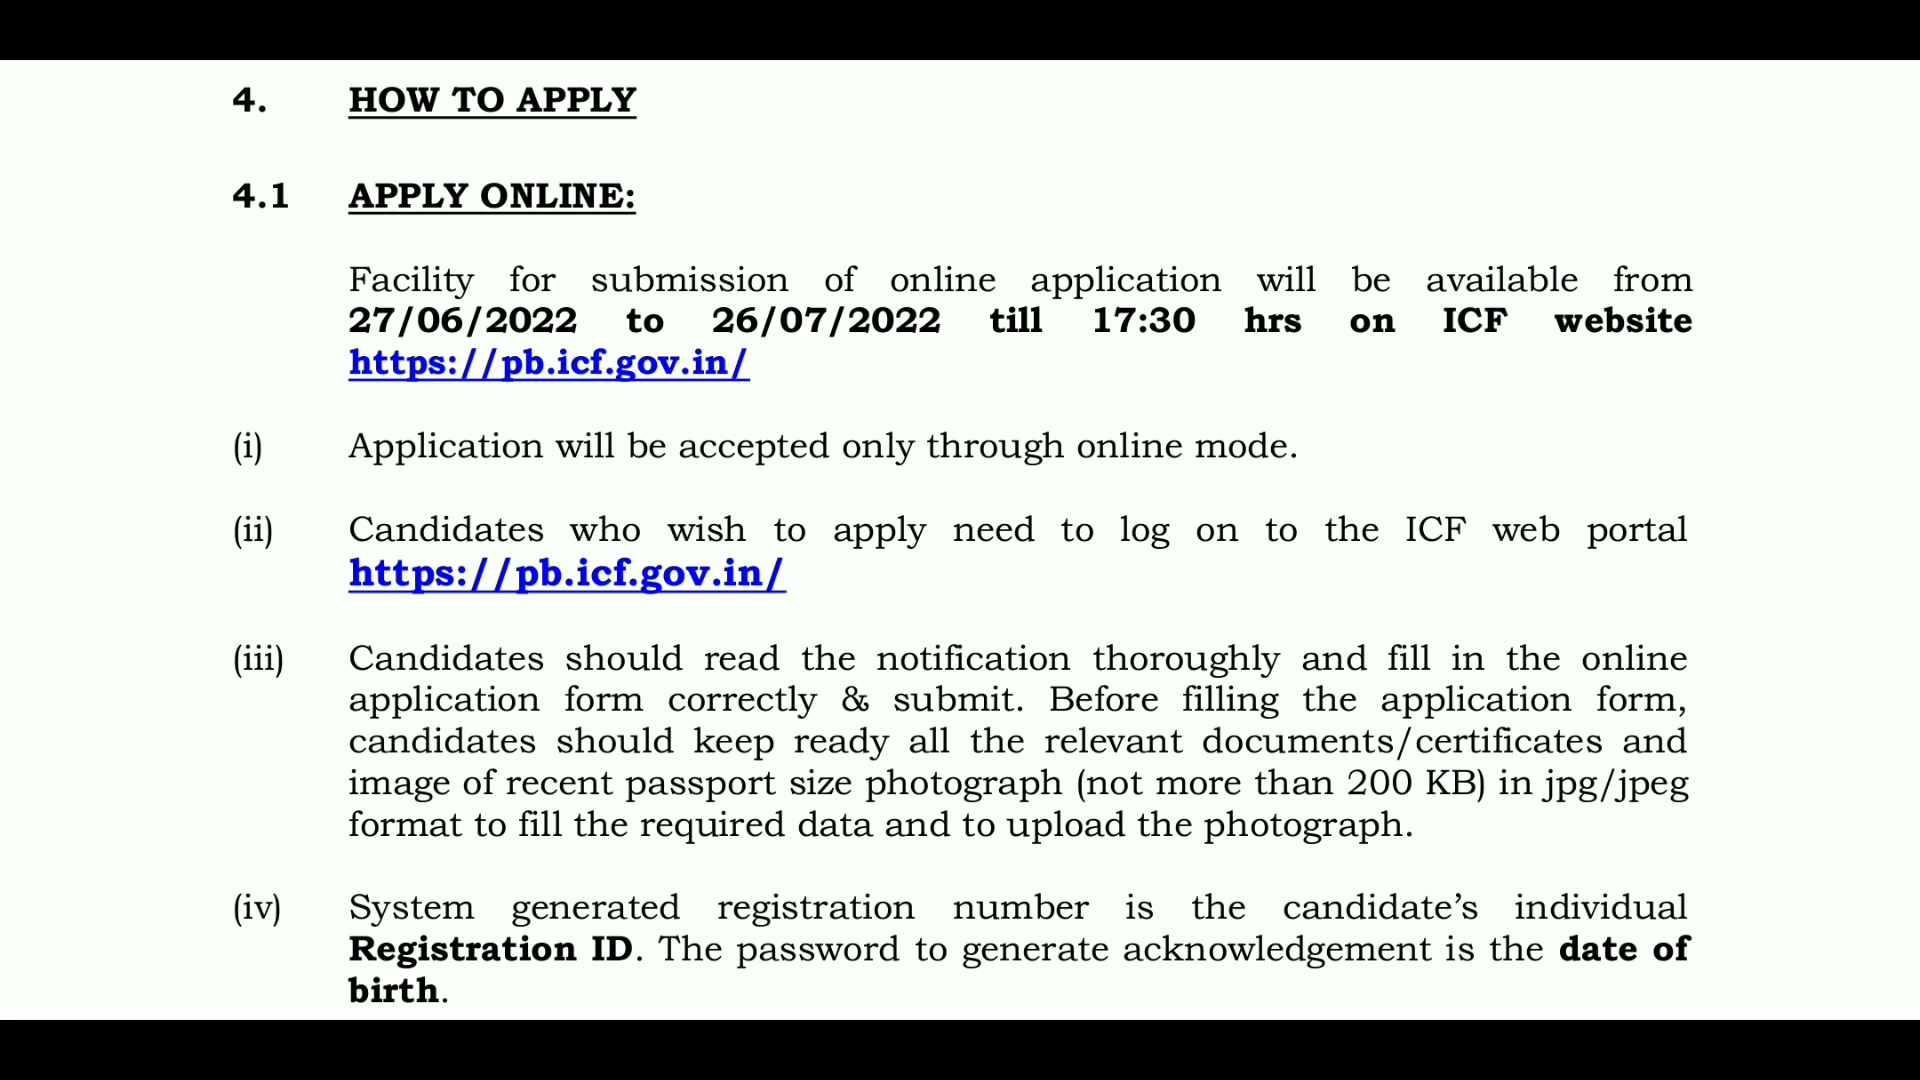 4. HOW TO APPLY
4.1 APPLY ONLINE:
Facility for submission of online application will be available from
27/06/2022 to 26/07/2022 till 17:30 hrs on ICF website
https://pb.icf.gov.in/
(i) Application will be accepted only through online mode.
(ii) Candidates who wish to apply need to log on to the ICF web portal
https://pb.icf.gov.in/
(iii) Candidates should read the notification thoroughly and fill in the online
application form correctly & submit. Before filling the application form,
candidates should keep ready all the relevant documents/certificates and
image of recent passport size photograph (not more than 200 KB) in jpg/jpeg
format to fill the required data and to upload the photograph.
(iv) System generated registration number is the candidate’s individual
Registration ID. The password to generate acknowledgement is the date of
birth.